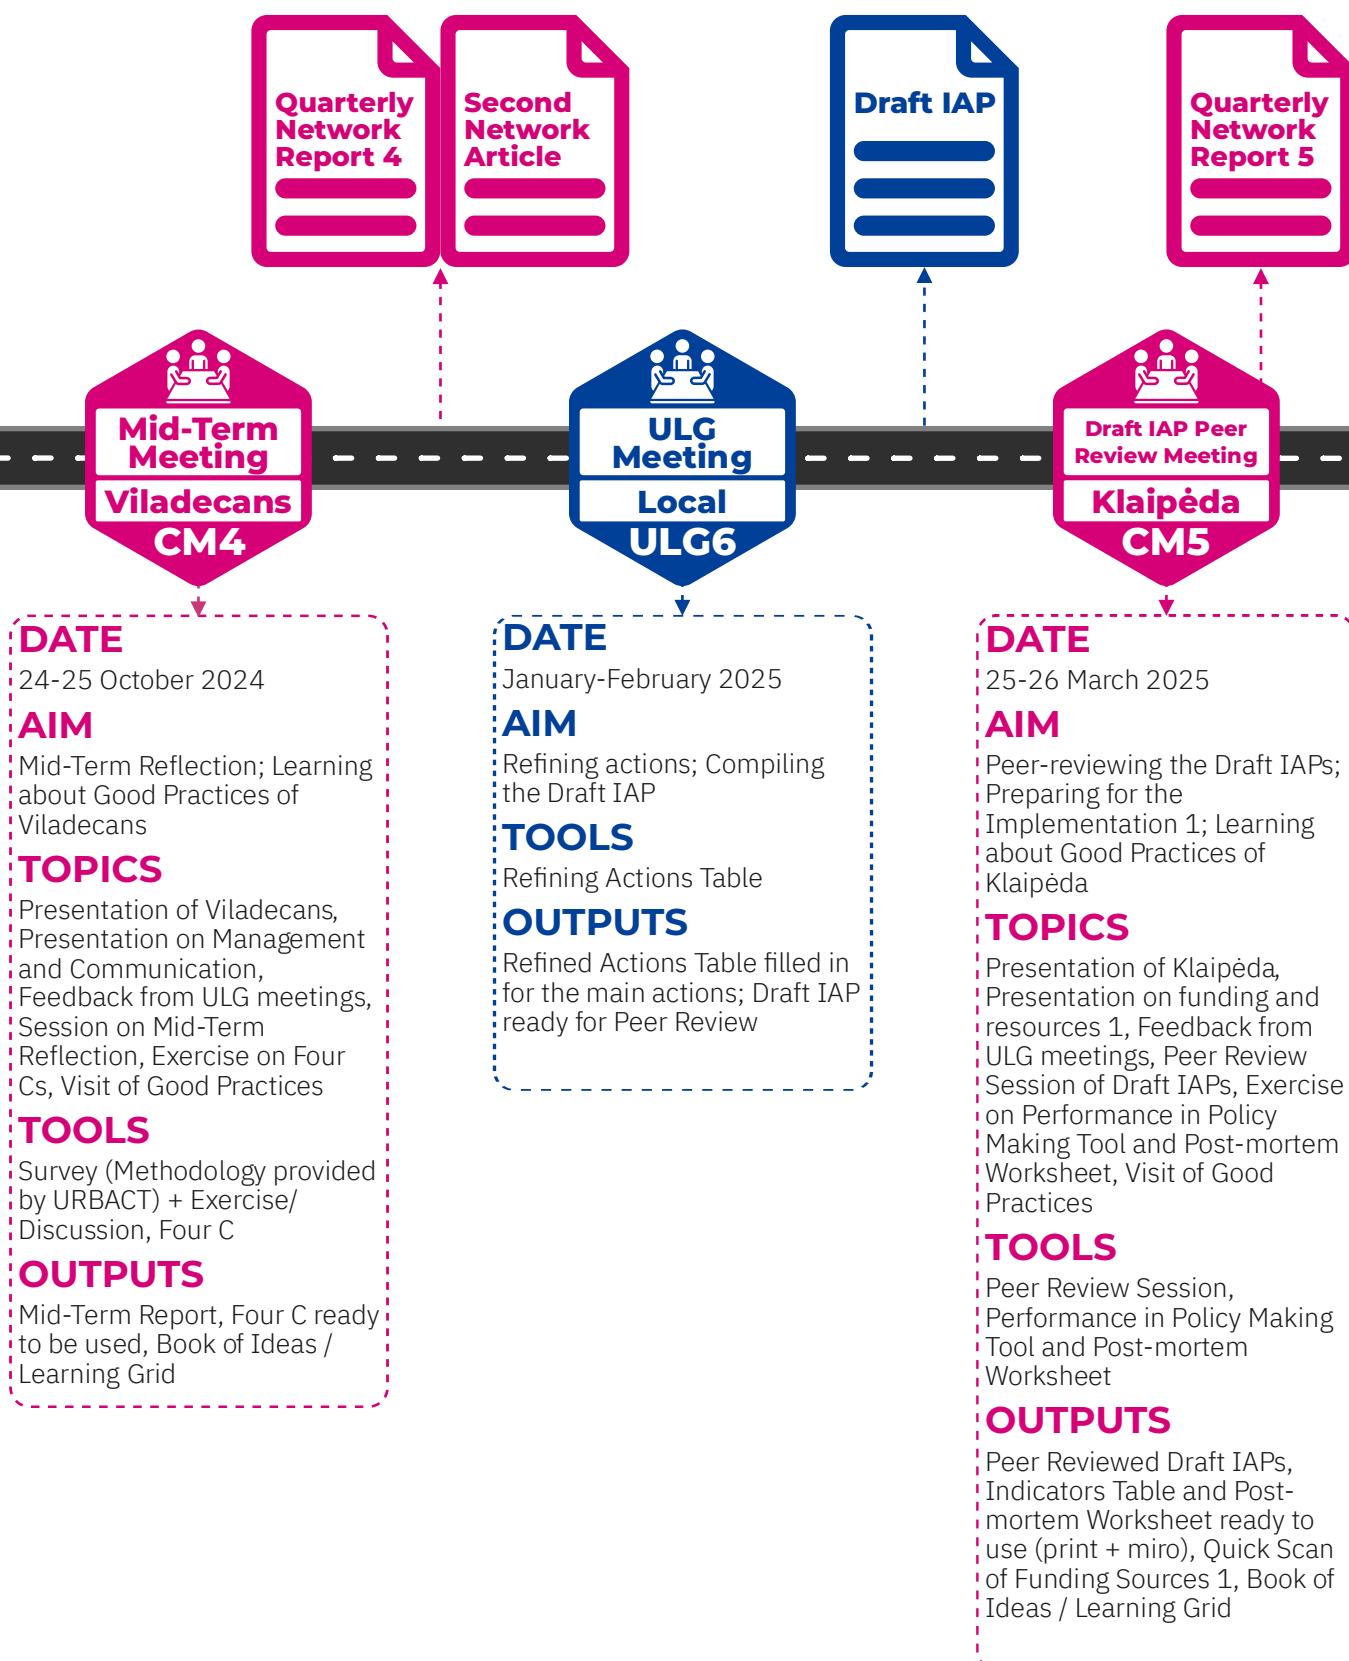 Quarterly
Network
Report 4
Second
Network
Article
Draft IAP
Quarterly
Network
Report 5
Mid-Term
Meeting
Viladecans
CM4
ULG
Meeting
Local
ULG6
Draft IAP Peer
Review Meeting
Klaipėda
CM5
DATE
24-25 October 2024
AIM
Mid-Term Reflection; Learning
about Good Practices of
Viladecans
TOPICS
Presentation of Viladecans,
Presentation on Management
and Communication,
Feedback from ULG meetings,
Session on Mid-Term
Reflection, Exercise on Four
Cs, Visit of Good Practices
TOOLS
Survey (Methodology provided
by URBACT) + Exercise/
Discussion, Four C
OUTPUTS
Mid-Term Report, Four C ready
to be used, Book of Ideas /
Learning Grid
DATE
January-February 2025
AIM
Refining actions; Compiling
the Draft IAP
TOOLS
Refining Actions Table
OUTPUTS
Refined Actions Table filled in
for the main actions; Draft IAP
ready for Peer Review
DATE
25-26 March 2025
AIM
Peer-reviewing the Draft IAPs;
Preparing for the
Implementation 1; Learning
about Good Practices of
Klaipėda
TOPICS
Presentation of Klaipėda,
Presentation on funding and
resources 1, Feedback from
ULG meetings, Peer Review
Session of Draft IAPs, Exercise
on Performance in Policy
Making Tool and Post-mortem
Worksheet, Visit of Good
Practices
TOOLS
Peer Review Session,
Performance in Policy Making
Tool and Post-mortem
Worksheet
OUTPUTS
Peer Reviewed Draft IAPs,
Indicators Table and Post-
mortem Worksheet ready to
use (print + miro), Quick Scan
of Funding Sources 1, Book of
Ideas / Learning Grid